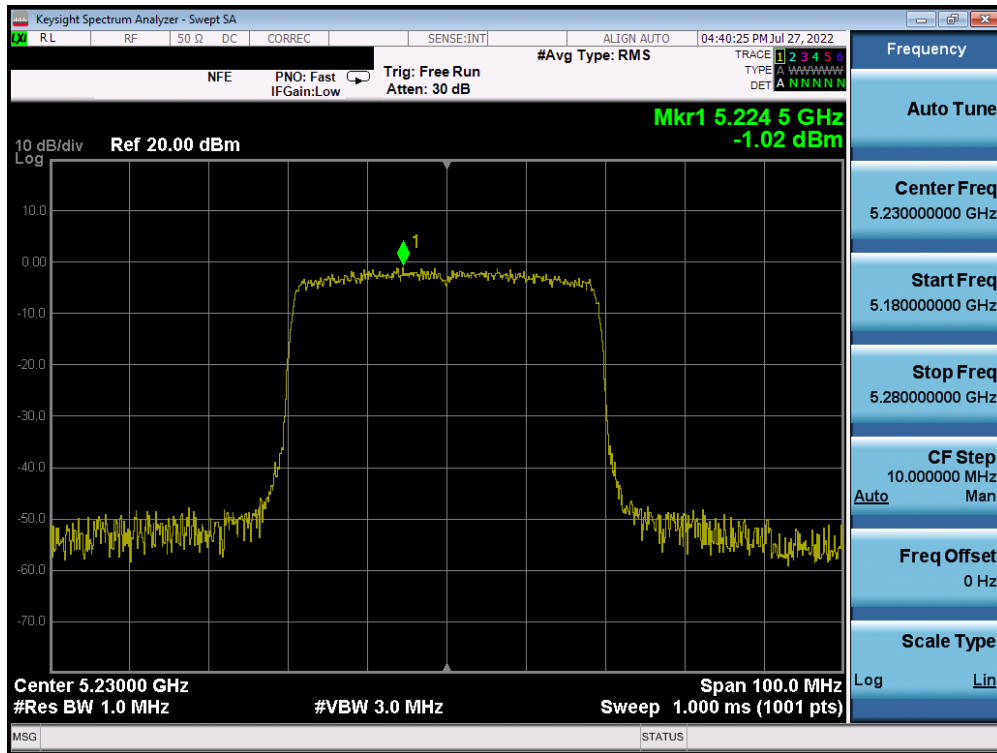 Keysight Spectrum Analyzer - Swept SA
LXI RL RF 50 Ω DC CORREC SENSE:INT ALIGN AUTO 04:40:25 PM Jul 27, 2022
NFE PNO: Fast Trig: Free Run #Avg Type: RMS TRACE 1 2 3 4 5 6
IFGain:Low Atten: 30 dB TYPE A WWWWW
DET A N N N N N
Frequency
Mkr1 5.224 5 GHz
-1.02 dBm
10 dB/div Ref 20.00 dBm
Log
10.0
1
0.00
-10.0
-20.0
-30.0
-40.0
-50.0
-60.0
-70.0
Center 5.23000 GHz Span 100.0 MHz
#Res BW 1.0 MHz #VBW 3.0 MHz Sweep 1.000 ms (1001 pts)
Auto Tune
Center Freq
5.230000000 GHz
Start Freq
5.180000000 GHz
Stop Freq
5.280000000 GHz
CF Step
10.000000 MHz
Auto Man
Freq Offset
0 Hz
Scale Type
Log Lin
MSG STATUS